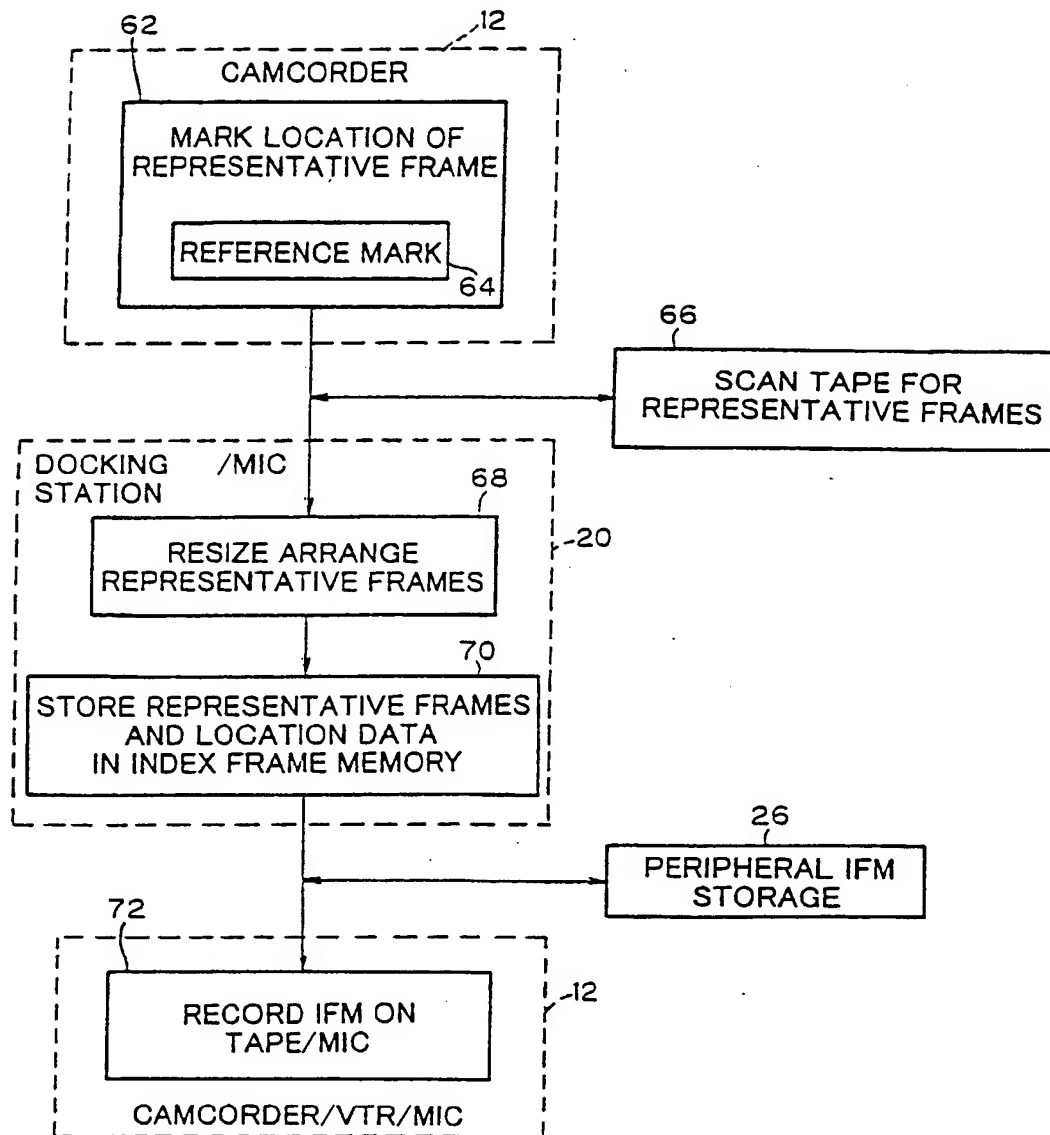 62
12
CAMCORDER
MARK LOCATION OF
REPRESENTATIVE FRAME
REFERENCE MARK
64
66
SCAN TAPE FOR
REPRESENTATIVE FRAMES
DOCKING /MIC
STATION
68
20
RESIZE ARRANGE
REPRESENTATIVE FRAMES
70
STORE REPRESENTATIVE FRAMES
AND LOCATION DATA
IN INDEX FRAME MEMORY
26
PERIPHERAL IFM
STORAGE
72
12
RECORD IFM ON
TAPE/MIC
CAMCORDER/VTR/MIC